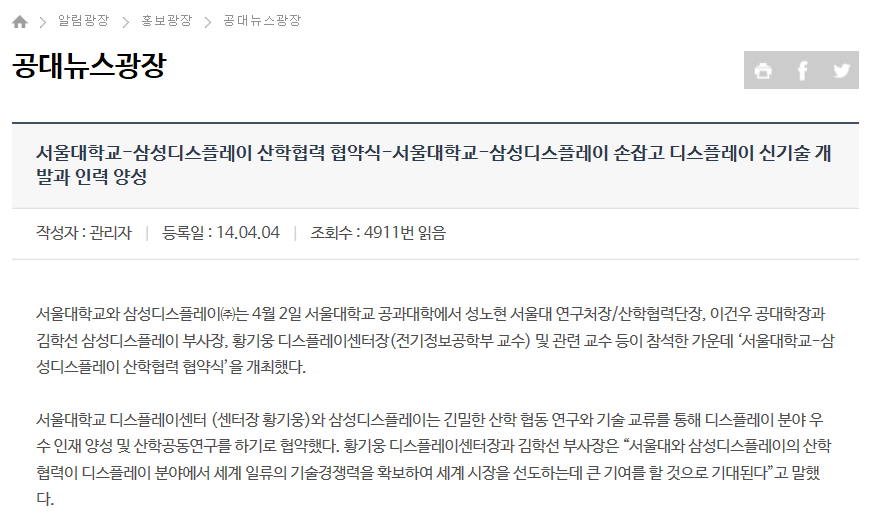 알림광장 홍보광장 공대뉴스광장
공대뉴스광장
서울대학교-삼성디스플레이 산학협력 협약식-서울대학교-삼성디스플레이 손잡고 디스플레이 신기술 개
발과 인력 양성
작성자 : 관리자 | 등록일 : 14.04.04 | 조회수 : 4911번 읽음
서울대학교와 삼성디스플레이㈜는 4월 2일 서울대학교 공과대학에서 성노현 서울대 연구처장/산학협력단장, 이건우 공대학장과
김학선 삼성디스플레이 부사장, 황기웅 디스플레이센터장(전기정보공학부 교수) 및 관련 교수 등이 참석한 가운데 ‘서울대학교-삼
성디스플레이 산학협력 협약식’을 개최했다.
서울대학교 디스플레이센터 (센터장 황기웅)와 삼성디스플레이는 긴밀한 산학 협동 연구와 기술 교류를 통해 디스플레이 분야 우
수 인재 양성 및 산학공동연구를 하기로 협약했다. 황기웅 디스플레이센터장과 김학선 부사장은 “서울대와 삼성디스플레이의 산학
협력이 디스플레이 분야에서 세계 일류의 기술경쟁력을 확보하여 세계 시장을 선도하는데 큰 기여를 할 것으로 기대된다”고 말했
다.